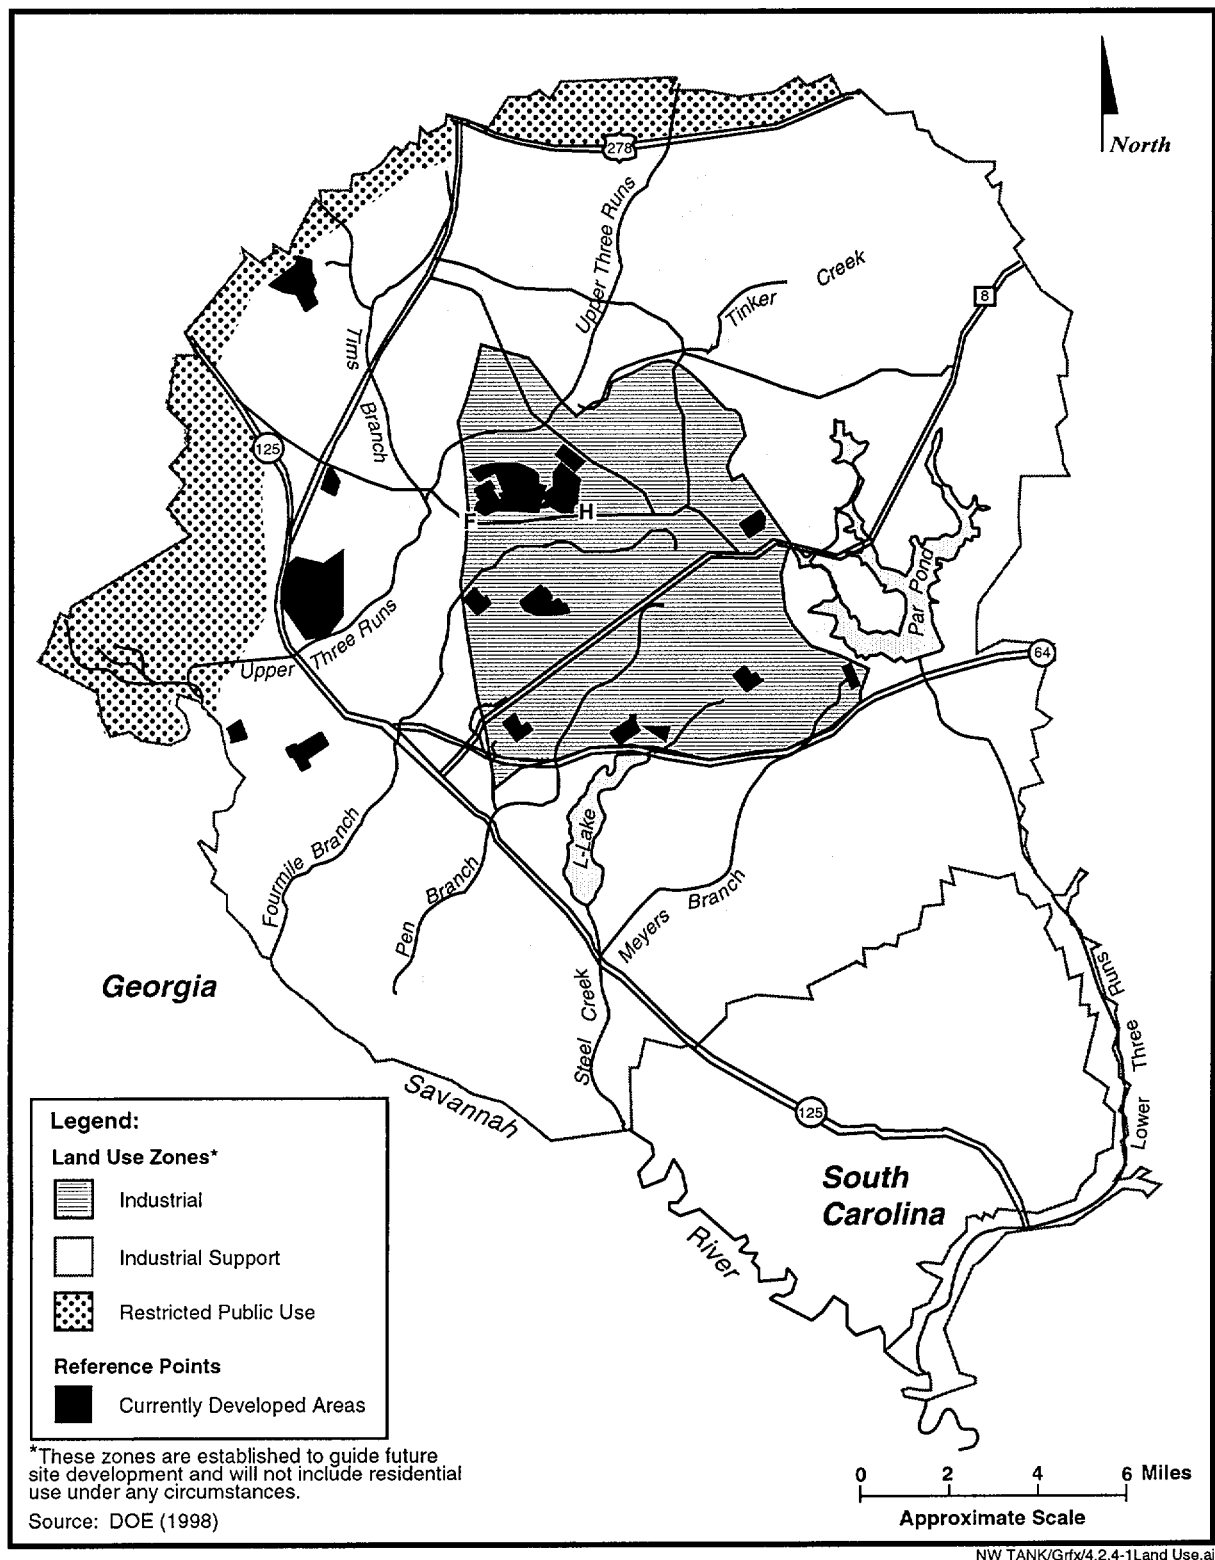 North
278
Upper Three Runs
Tinker
Creek
8
Tims
Branch
125
F
H
Par Pond
Upper
Three Runs
64
L-Lake
Fourmile Branch
Pen
Branch
Meyers
Branch
Georgia
Steel Creek
Lower Three Runs
Savannah
River
125
South
Carolina
Legend:
Land Use Zones*
Industrial
Industrial Support
Restricted Public Use
Reference Points
Currently Developed Areas
*These zones are established to guide future
site development and will not include residential
use under any circumstances.
Source: DOE (1998)
0 2 4 6 Miles
Approximate Scale
NW TANK/Grfx/4.2.4-1Land Use.ai